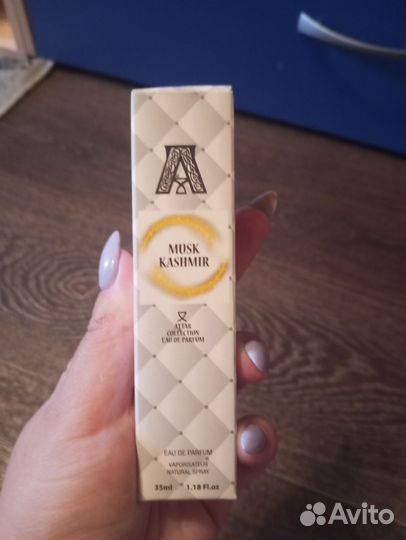 A
MUSK
KASHMIR
ATTAR
COLLECTION
EAU DE PARFUM
EAU DE PARFUM
VAPORISATEUR
NATURAL SPRAY
35ml 1.18 Fl.oz
Avito